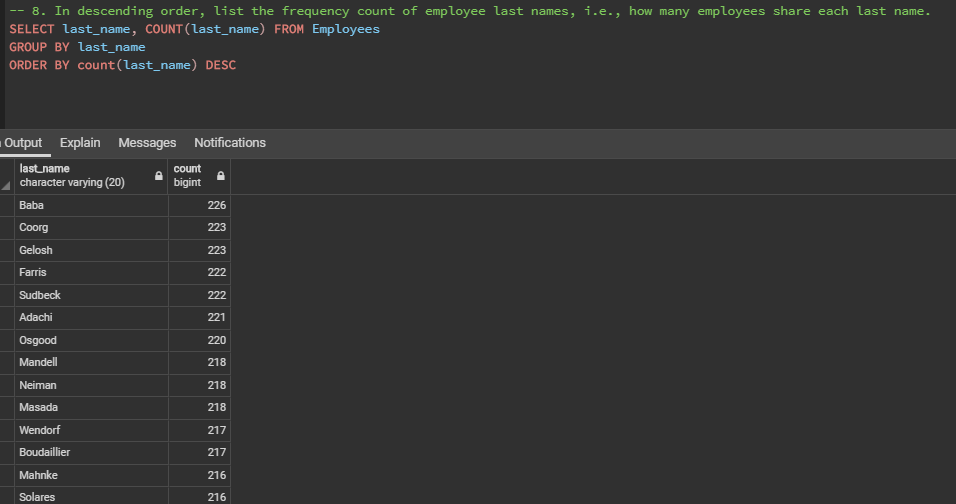 -- 8. In descending order, list the frequency count of employee last names, i.e., how many employees share each last name.
SELECT last_name, COUNT(last_name) FROM Employees
GROUP BY last_name
ORDER BY count(last_name) DESC
Output Explain Messages Notifications
last_name count
character varying (20) bigint
Baba 226
Coorg 223
Gelosh 223
Farris 222
Sudbeck 222
Adachi 221
Osgood 220
Mandell 218
Neiman 218
Masada 218
Wendorf 217
Boudaillier 217
Mahnke 216
Solares 216